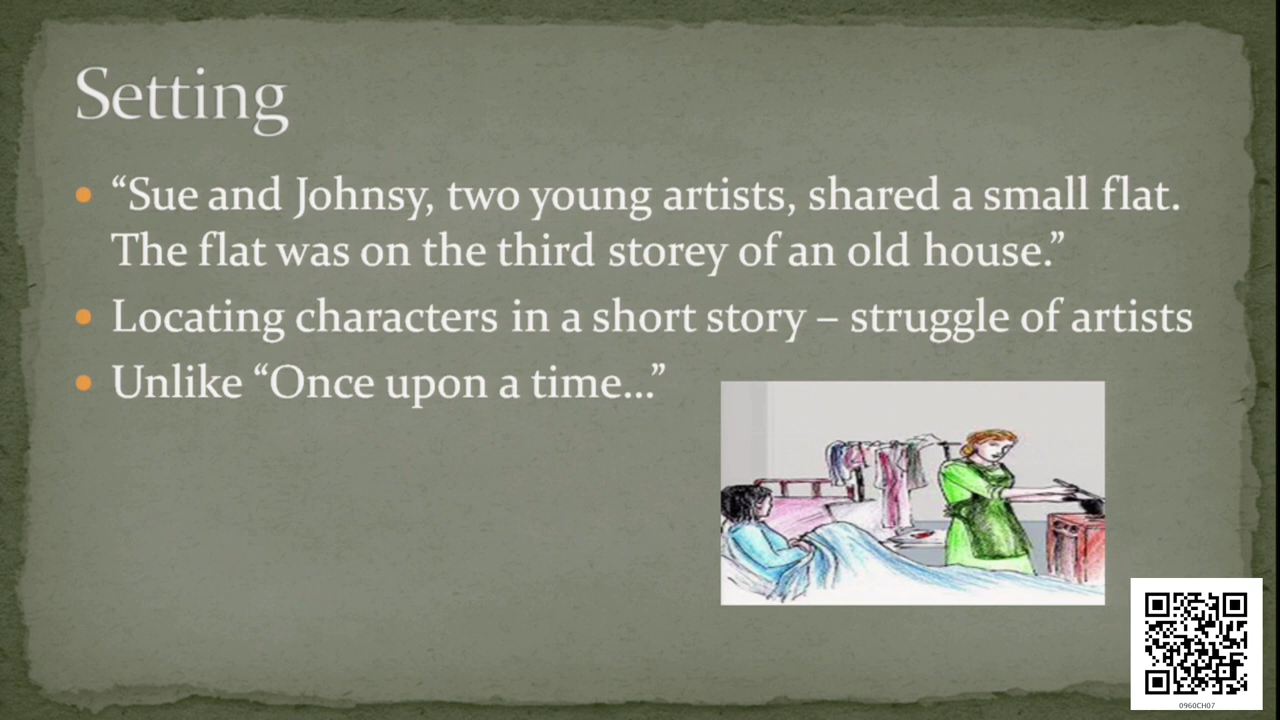 Setting
• “Sue and Johnsy, two young artists, shared a small flat.
The flat was on the third storey of an old house.”
• Locating characters in a short story – struggle of artists
• Unlike “Once upon a time...”
0960CH07